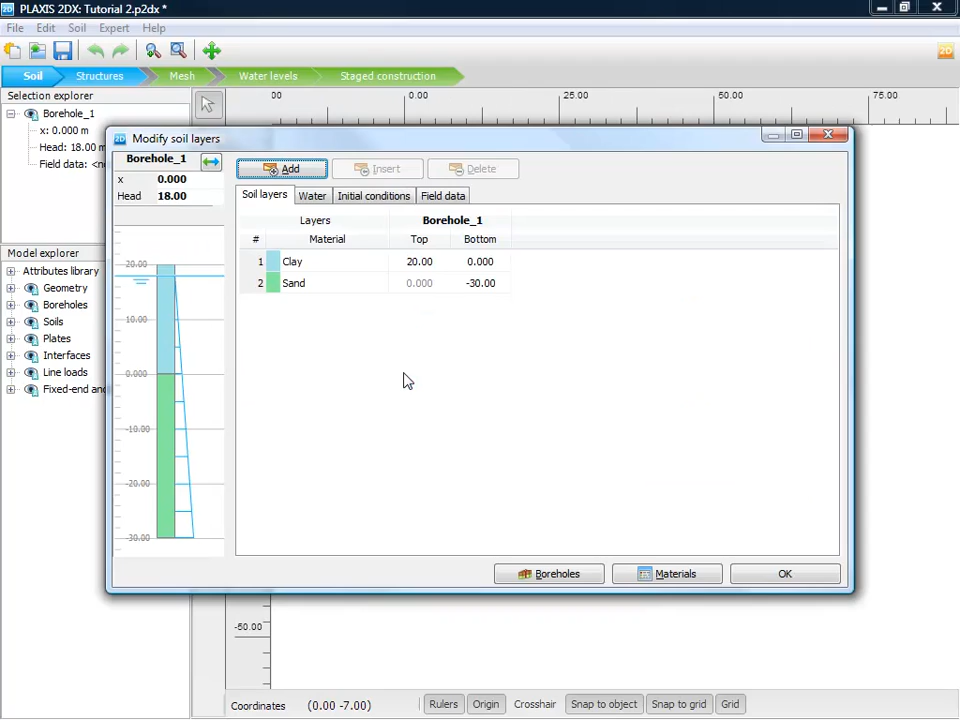 PLAXIS 2DX: Tutorial 2.p2dx *
File Edit Soil Expert Help
2D
Soil Structures Mesh Water levels Staged construction
Selection explorer
Borehole_1
x: 0.000 m
Head: 18.00 m
Field data: <n
00 0.00 25.00 50.00 75.00
2D Modify soil layers
Borehole_1
x 0.000
Head 18.00
Add Insert Delete
Soil layers Water Initial conditions Field data
Layers Borehole_1
# Material Top Bottom
1 Clay 20.00 0.000
2 Sand 0.000 -30.00
20.00
10.00
0.000
-10.00
-20.00
-30.00
Model explorer
Attributes library
Geometry
Boreholes
Soils
Plates
Interfaces
Line loads
Fixed-end an
Boreholes Materials OK
-50.00
Coordinates (0.00 -7.00) Rulers Origin Crosshair Snap to object Snap to grid Grid